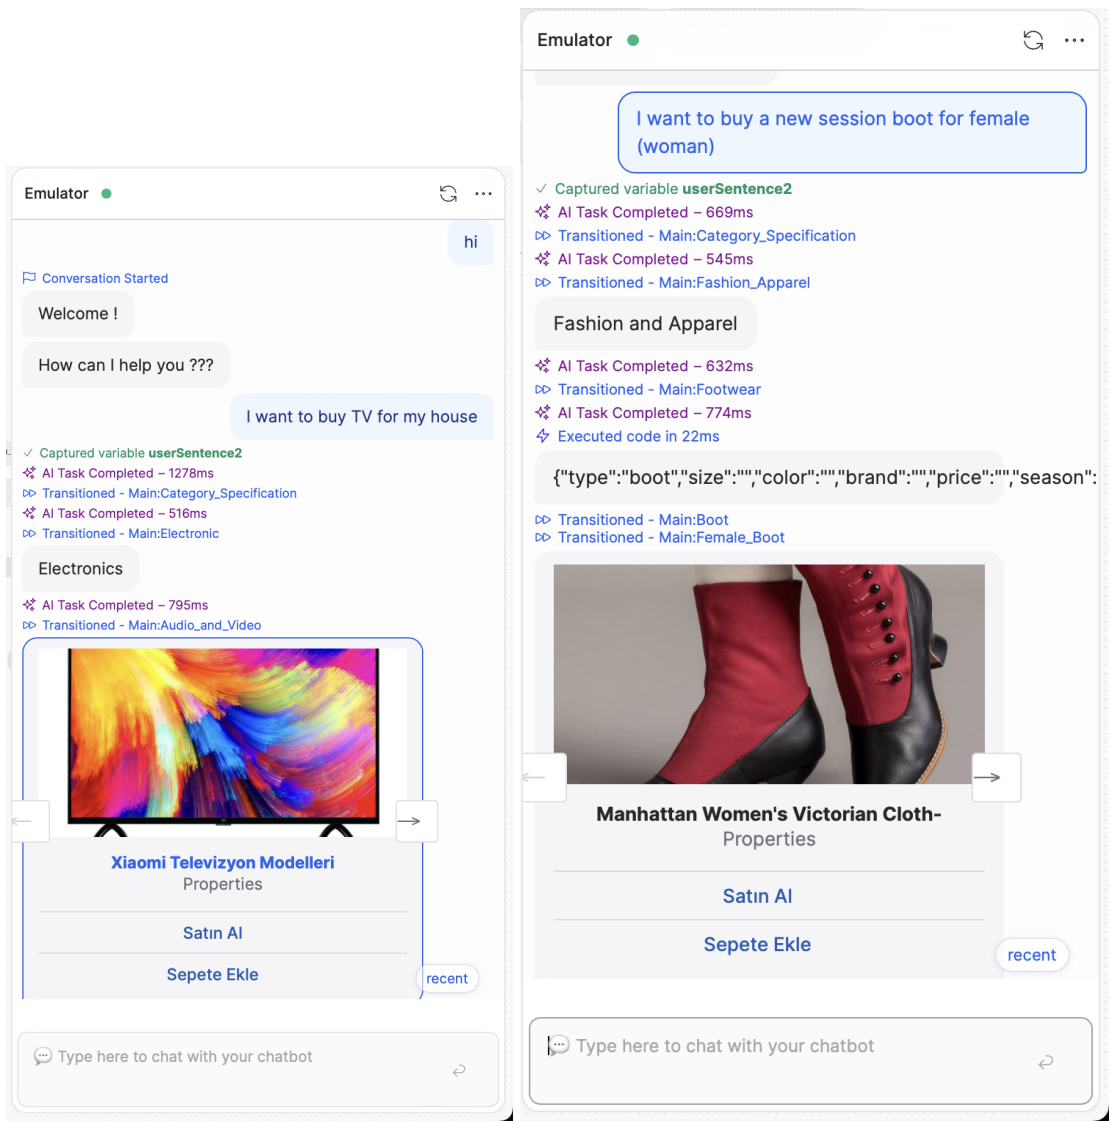 Emulator
hi
Conversation Started
Welcome !
How can I help you ???
I want to buy TV for my house
Captured variable userSentence2
AI Task Completed – 1278ms
Transitioned - Main:Category_Specification
AI Task Completed – 516ms
Transitioned - Main:Electronic
Electronics
AI Task Completed – 795ms
Transitioned - Main:Audio_and_Video
Xiaomi Televizyon Modelleri
Properties
Satın Al
Sepete Ekle
recent
Type here to chat with your chatbot
Emulator
I want to buy a new session boot for female
(woman)
Captured variable userSentence2
AI Task Completed – 669ms
Transitioned - Main:Category_Specification
AI Task Completed – 545ms
Transitioned - Main:Fashion_Apparel
Fashion and Apparel
AI Task Completed – 632ms
Transitioned - Main:Footwear
AI Task Completed – 774ms
Executed code in 22ms
{"type":"boot","size":"","color":"","brand":"","price":"","season":
Transitioned - Main:Boot
Transitioned - Main:Female_Boot
Manhattan Women's Victorian Cloth-
Properties
Satın Al
Sepete Ekle
recent
Type here to chat with your chatbot